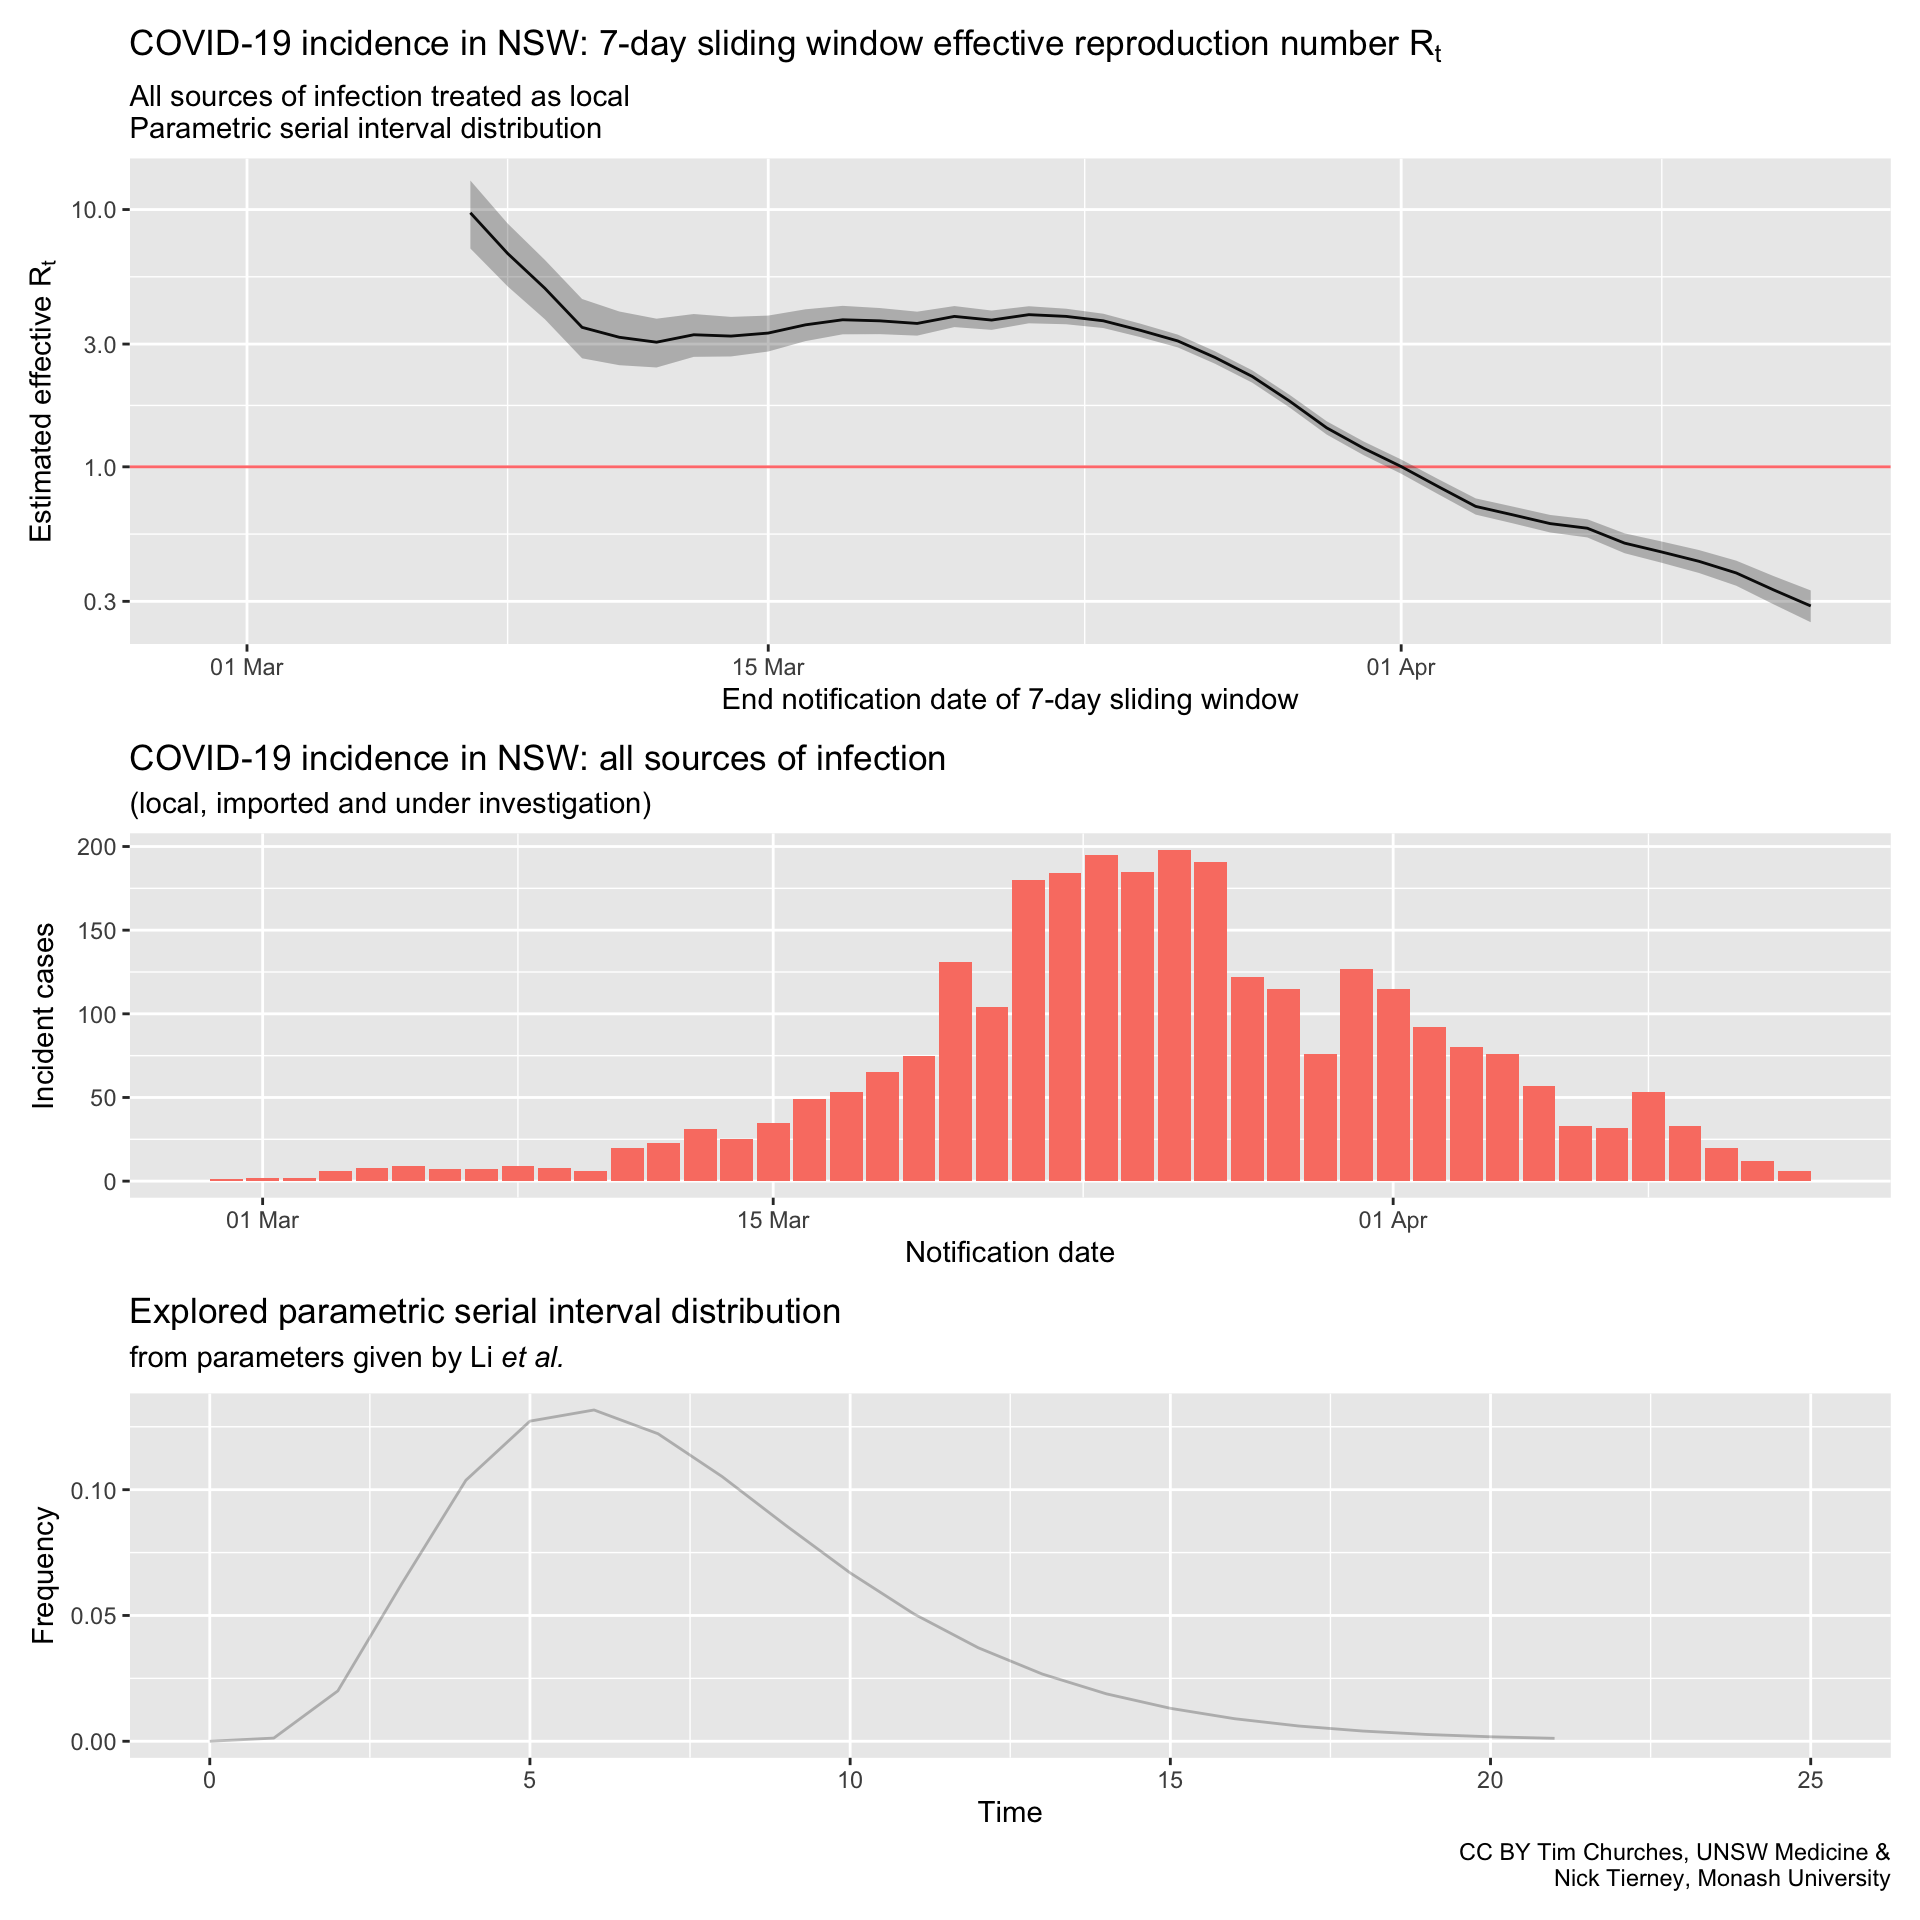 COVID-19 incidence in NSW: 7-day sliding window effective reproduction number Rt
All sources of infection treated as local
Parametric serial interval distribution
Estimated effective Rt
10.0
3.0
1.0
0.3
01 Mar 15 Mar 01 Apr
End notification date of 7-day sliding window
COVID-19 incidence in NSW: all sources of infection
(local, imported and under investigation)
Incident cases
200
150
100
50
0
01 Mar 15 Mar 01 Apr
Notification date
Explored parametric serial interval distribution
from parameters given by Li et al.
Frequency
0.10
0.05
0.00
0 5 10 15 20 25
Time
CC BY Tim Churches, UNSW Medicine &
Nick Tierney, Monash University